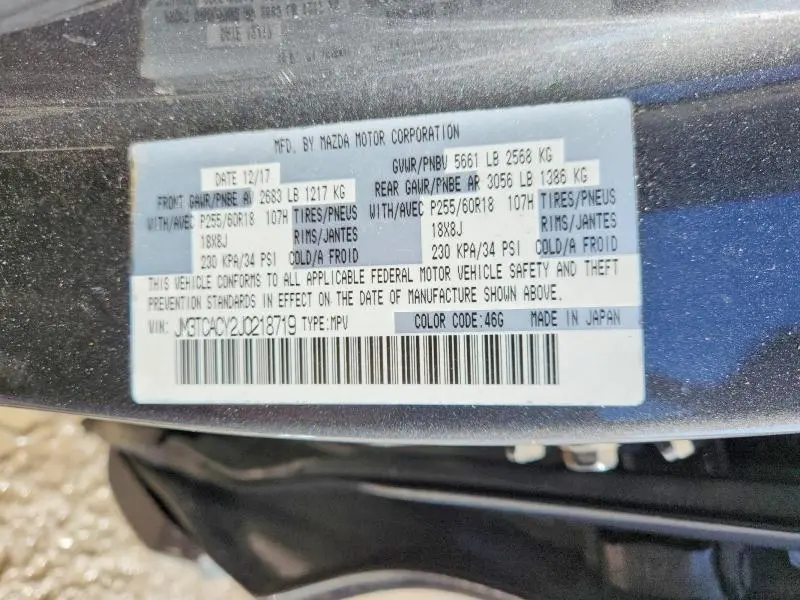 MFD. BY MAZDA MOTOR CORPORATION
DATE 12/17 GVWR/PNBV 5661 LB 2568 KG
FRONT GAWR/PNBE AV 2683 LB 1217 KG REAR GAWR/PNBE AR 3056 LB 1386 KG
WITH/AVEC P255/60R18 107H TIRES/PNEUS WITH/AVEC P255/60R18 107H TIRES/PNEUS
18X8J RIMS/JANTES 18X8J RIMS/JANTES
230 KPA/34 PSI COLD/A FROID 230 KPA/34 PSI COLD/A FROID
THIS VEHICLE CONFORMS TO ALL APPLICABLE FEDERAL MOTOR VEHICLE SAFETY AND THEFT
PREVENTION STANDARDS IN EFFECT ON THE DATE OF MANUFACTURE SHOWN ABOVE.
VIN: JM3TCACY2J0218719 TYPE:MPV COLOR CODE:46G MADE IN JAPAN